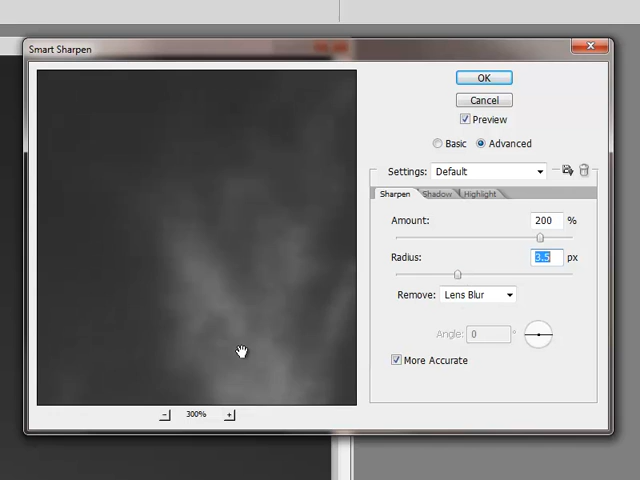 Smart Sharpen
OK
Cancel
Preview
Basic Advanced
Settings: Default
Sharpen Shadow Highlight
Amount: 200 %
Radius: 3.5 px
Remove: Lens Blur
Angle: 0 °
More Accurate
300%